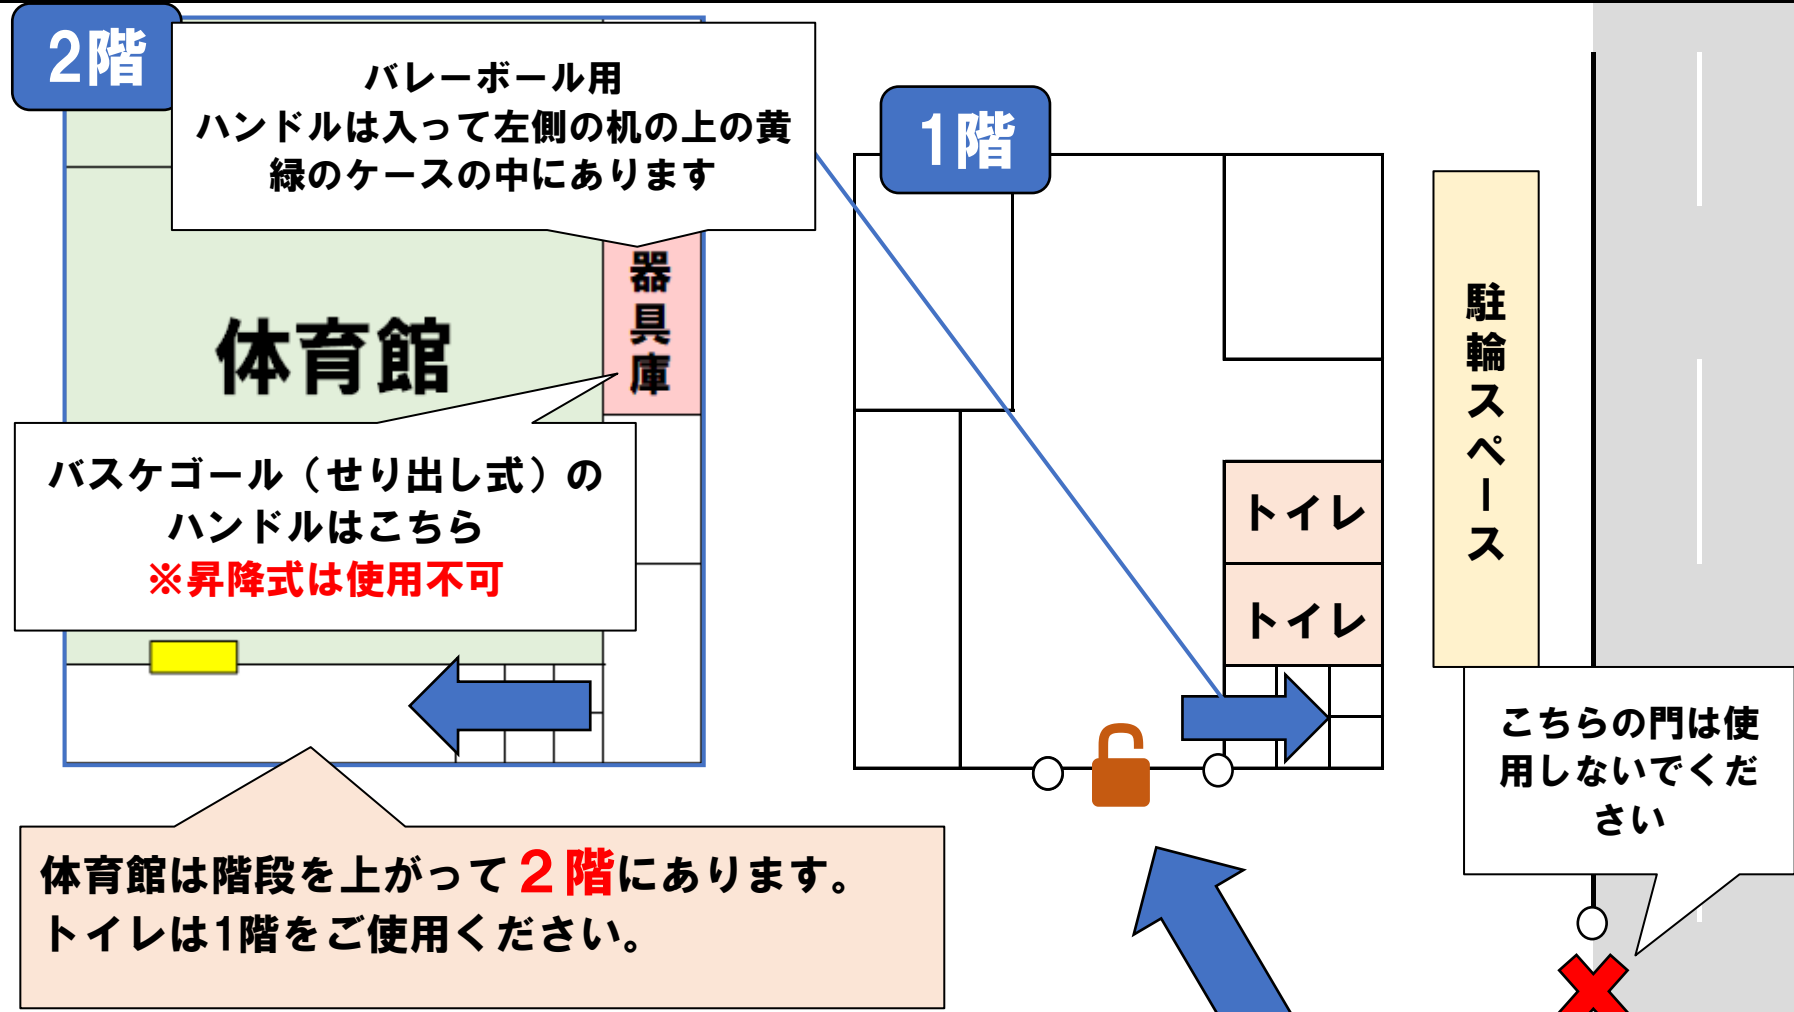 2階
バレーボール用
ハンドルは入って左側の机の上の黄
緑のケースの中にあります
器具庫
体育館
バスケゴール（せり出し式）の
ハンドルはこちら
※昇降式は使用不可
体育館は階段を上がって２階にあります。
トイレは1階をご使用ください。
1階
トイレ
トイレ
駐輪スペース
こちらの門は使
用しないでくだ
さい